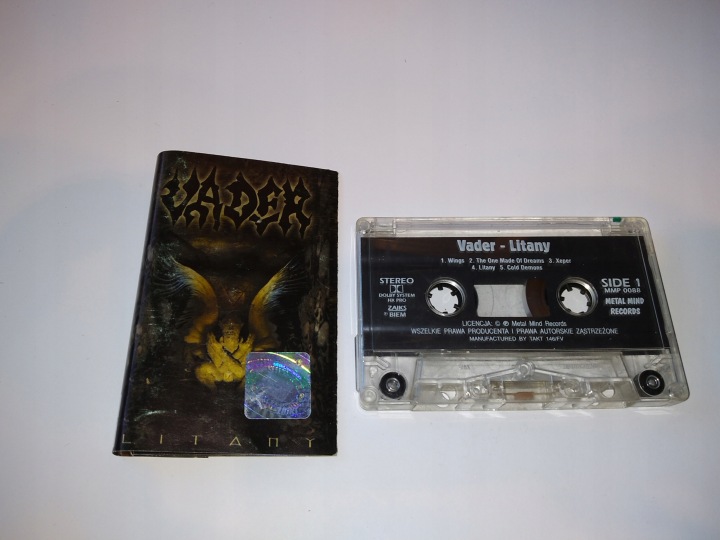 VADER
LITANY
ZAIKS
Vader - Litany
1. Wings 2. The One Made Of Dreams 3. Xeper
4. Litany 5. Cold Demons
STEREO
DOLBY SYSTEM
HX PRO
ZAIKS
BIEM
SIDE 1
MMP 0088
METAL MIND
RECORDS
LICENCJA: © ℗ Metal Mind Records
WSZELKIE PRAWA PRODUCENTA I PRAWA AUTORSKIE ZASTRZEŻONE
MANUFACTURED BY TAKT 146/FV